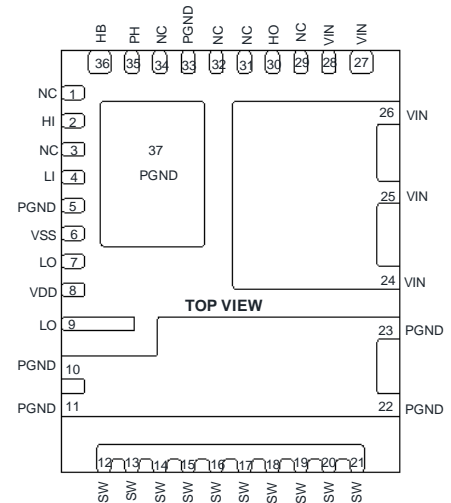 HB PH NC PGND NC NC HO NC VIN VIN
36 35 34 33 32 31 30 29 28 27
NC 1
HI 2
NC 3
LI 4
PGND 5
VSS 6
LO 7
VDD 8
LO 9
PGND 10
PGND 11
37
PGND
26 VIN
25 VIN
24 VIN
TOP VIEW
23 PGND
22 PGND
12 13 14 15 16 17 18 19 20 21
SW SW SW SW SW SW SW SW SW SW